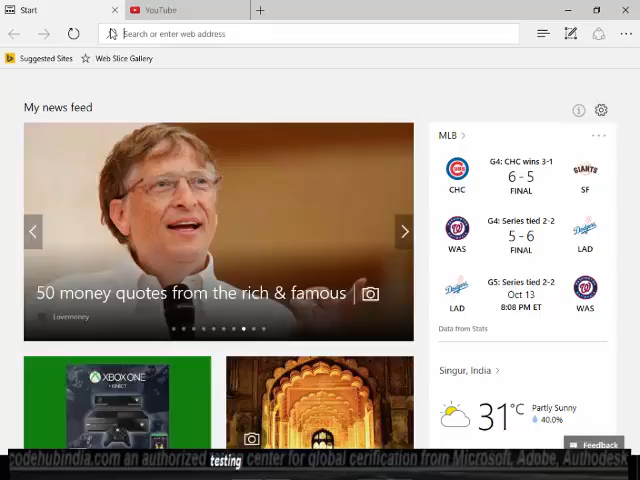 Start
YouTube
Search or enter web address
Suggested Sites
Web Slice Gallery
My news feed
50 money quotes from the rich & famous
Lovemoney
MLB
G4: CHC wins 3-1
6 - 5
FINAL
CHC
SF
G4: Series tied 2-2
5 - 6
FINAL
WAS
LAD
G5: Series tied 2-2
Oct 13
8:08 PM ET
LAD
WAS
Data from Stats
XBOX ONE
+ KINECT
Singur, India
31°C
Partly Sunny
40.0%
Feedback
codehubindia.com an authorized testing center for global cerification from Microsoft, Adobe, Authodesk